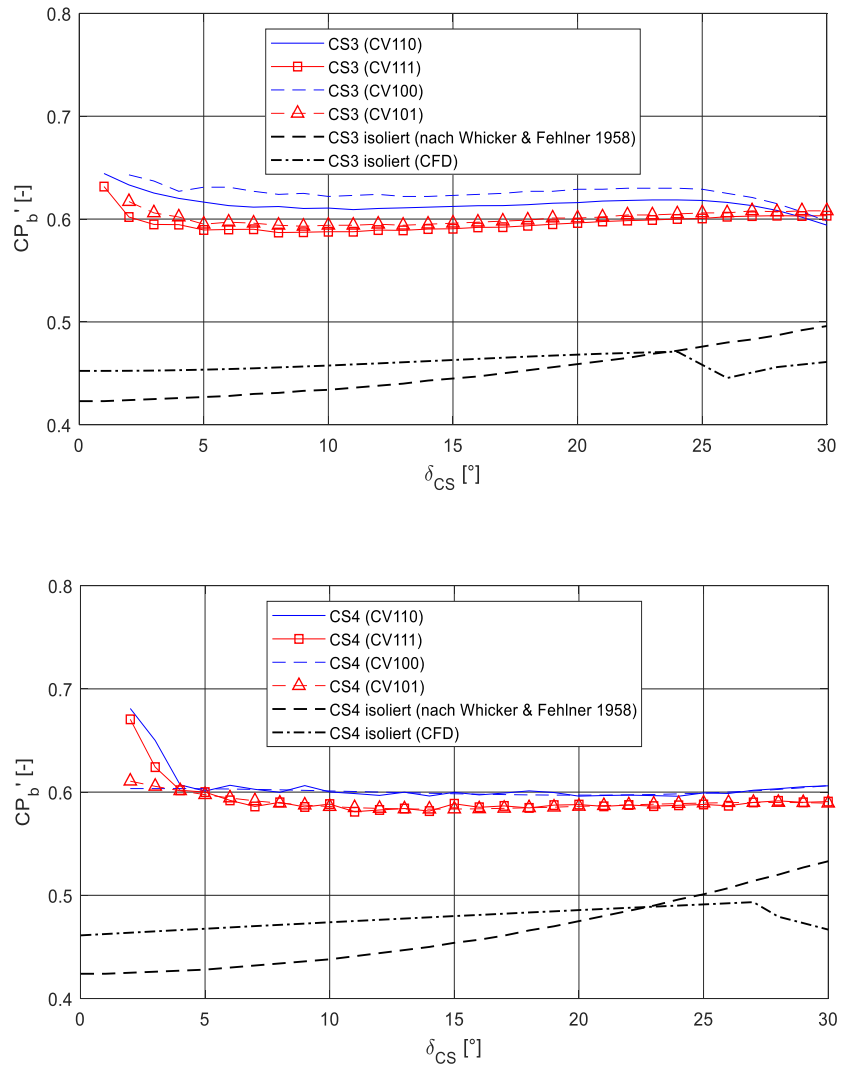 0.8
CS3 (CV110)
CS3 (CV111)
CS3 (CV100)
CS3 (CV101)
CS3 isoliert (nach Whicker & Fehlner 1958)
CS3 isoliert (CFD)
0.7
0.6
0.5
0.4
CP_b' [-]
0 5 10 15 20 25 30
δ_CS [°]
0.8
CS4 (CV110)
CS4 (CV111)
CS4 (CV100)
CS4 (CV101)
CS4 isoliert (nach Whicker & Fehlner 1958)
CS4 isoliert (CFD)
0.7
0.6
0.5
0.4
CP_b' [-]
0 5 10 15 20 25 30
δ_CS [°]